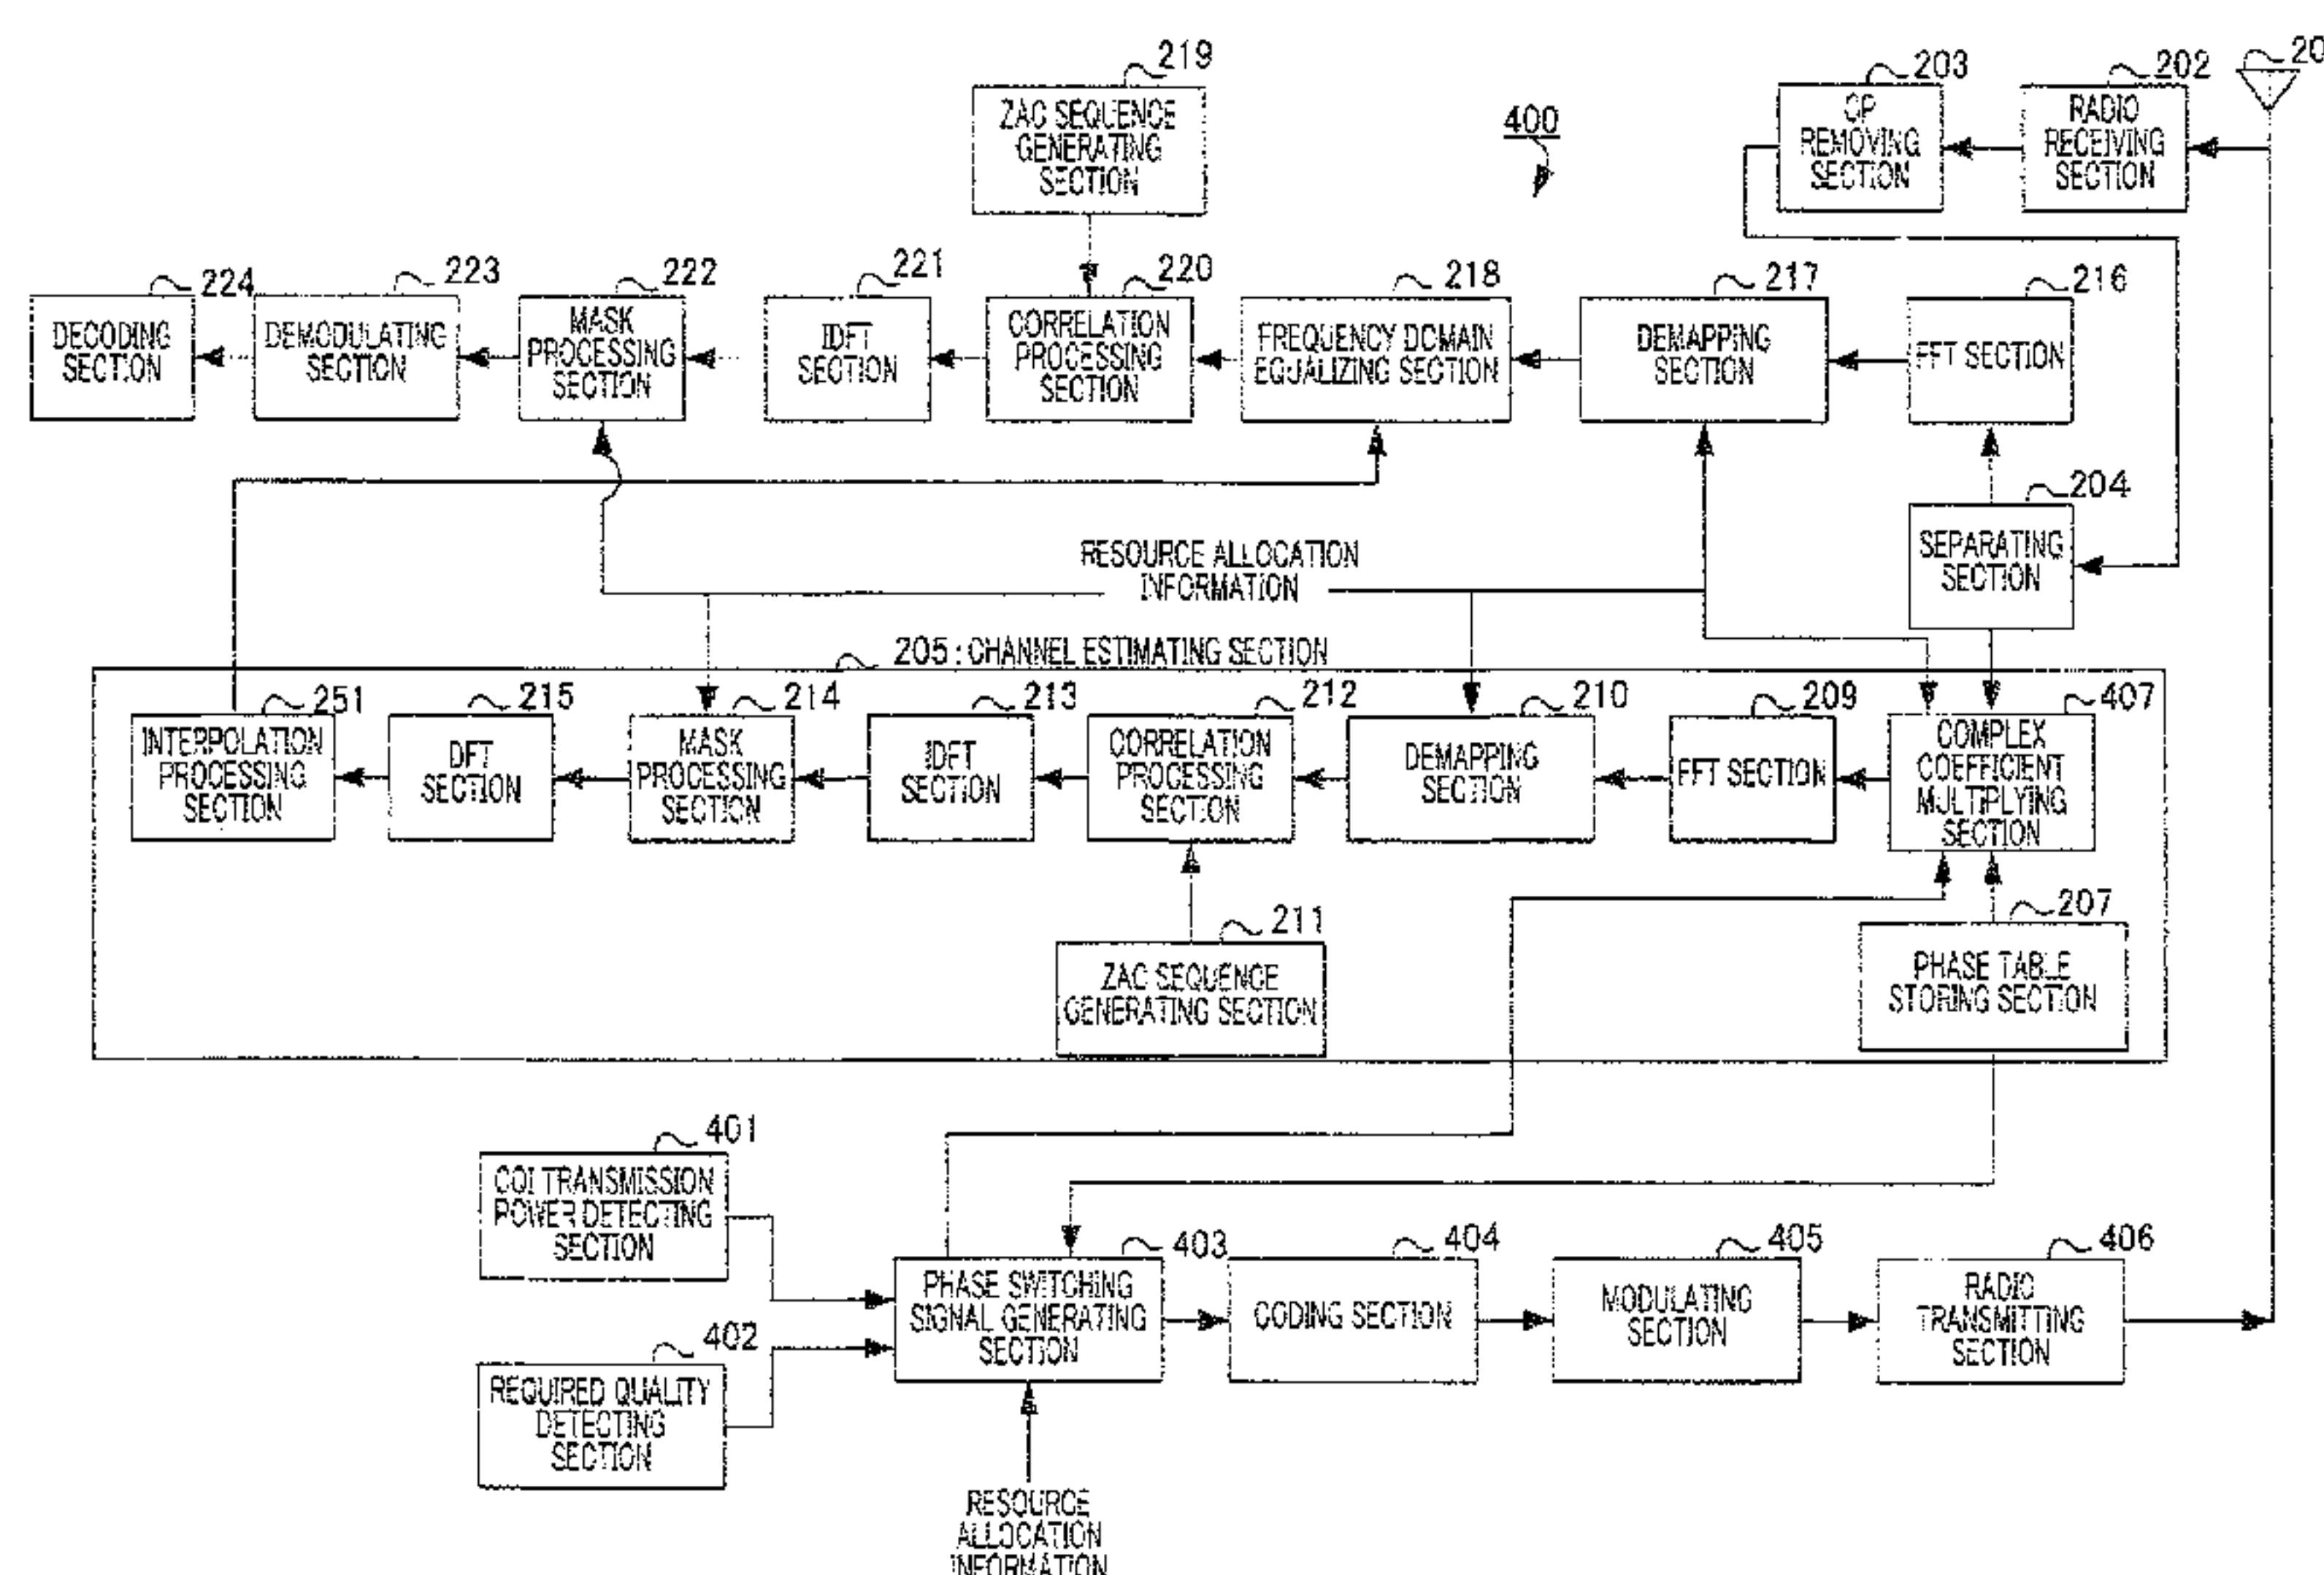 219
203
202
20
ZAC SEQUENCE
GENERATING
SECTION
400
CP
REMOVING
SECTION
RADIO
RECEIVING
SECTION
224
223
222
221
220
218
217
216
DECODING
SECTION
DEMODULATING
SECTION
MASK
PROCESSING
SECTION
IDFT
SECTION
CORRELATION
PROCESSING
SECTION
FREQUENCY DOMAIN
EQUALIZING SECTION
DEMAPPING
SECTION
FFT SECTION
204
SEPARATING
SECTION
RESOURCE ALLOCATION
INFORMATION
205 : CHANNEL ESTIMATING SECTION
251
215
214
213
212
210
209
407
INTERPOLATION
PROCESSING
SECTION
DFT
SECTION
MASK
PROCESSING
SECTION
IDFT
SECTION
CORRELATION
PROCESSING
SECTION
DEMAPPING
SECTION
FFT SECTION
COMPLEX
COEFFICIENT
MULTIPLYING
SECTION
211
207
ZAC SEQUENCE
GENERATING SECTION
PHASE TABLE
STORING SECTION
401
CQI TRANSMISSION
POWER DETECTING
SECTION
403
404
405
406
PHASE SWITCHING
SIGNAL GENERATING
SECTION
CODING SECTION
MODULATING
SECTION
RADIO
TRANSMITTING
SECTION
402
REQUIRED QUALITY
DETECTING
SECTION
RESOURCE
ALLOCATION
INFORMATION